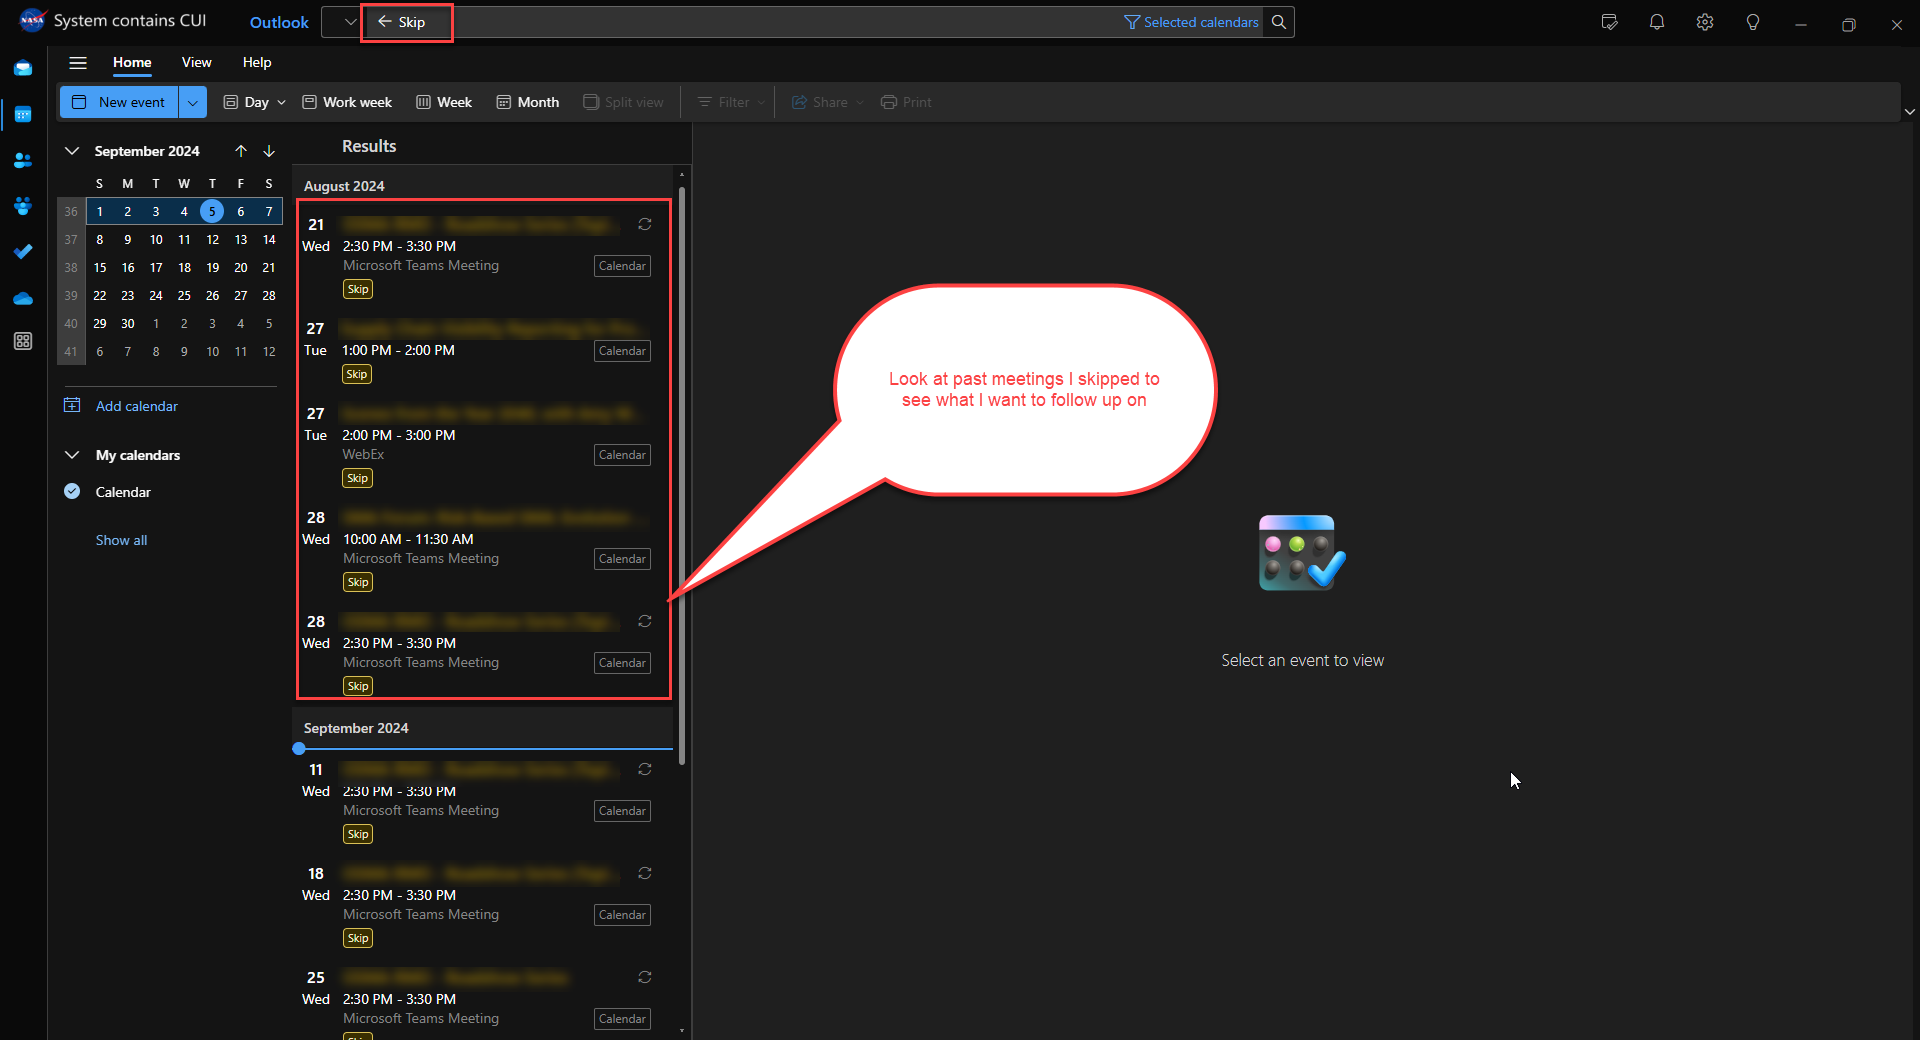 NASA System contains CUI
Outlook
Skip
Selected calendars
Home View Help
New event Day Work week Week Month Split view Filter Share Print
September 2024
S M T W T F S
36 1 2 3 4 5 6 7
37 8 9 10 11 12 13 14
38 15 16 17 18 19 20 21
39 22 23 24 25 26 27 28
40 29 30 1 2 3 4 5
41 6 7 8 9 10 11 12
Add calendar
My calendars
Calendar
Show all
Results
August 2024
21
Wed 2:30 PM - 3:30 PM
Microsoft Teams Meeting Calendar
Skip
27
Tue 1:00 PM - 2:00 PM Calendar
Skip
27
Tue 2:00 PM - 3:00 PM
WebEx Calendar
Skip
28
Wed 10:00 AM - 11:30 AM
Microsoft Teams Meeting Calendar
Skip
28
Wed 2:30 PM - 3:30 PM
Microsoft Teams Meeting Calendar
Skip
September 2024
11
Wed 2:30 PM - 3:30 PM
Microsoft Teams Meeting Calendar
Skip
18
Wed 2:30 PM - 3:30 PM
Microsoft Teams Meeting Calendar
Skip
25
Wed 2:30 PM - 3:30 PM
Microsoft Teams Meeting Calendar
Look at past meetings I skipped to
see what I want to follow up on
Select an event to view